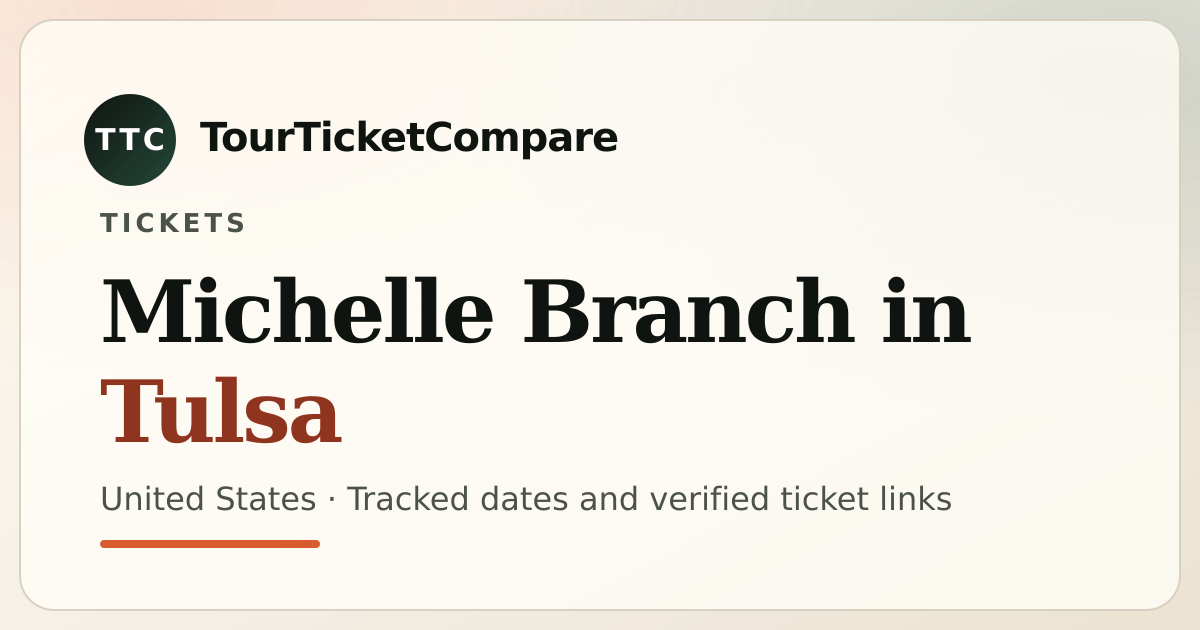 TTC TourTicketCompare
TICKETS
Michelle Branch in
Tulsa
United States · Tracked dates and verified ticket links